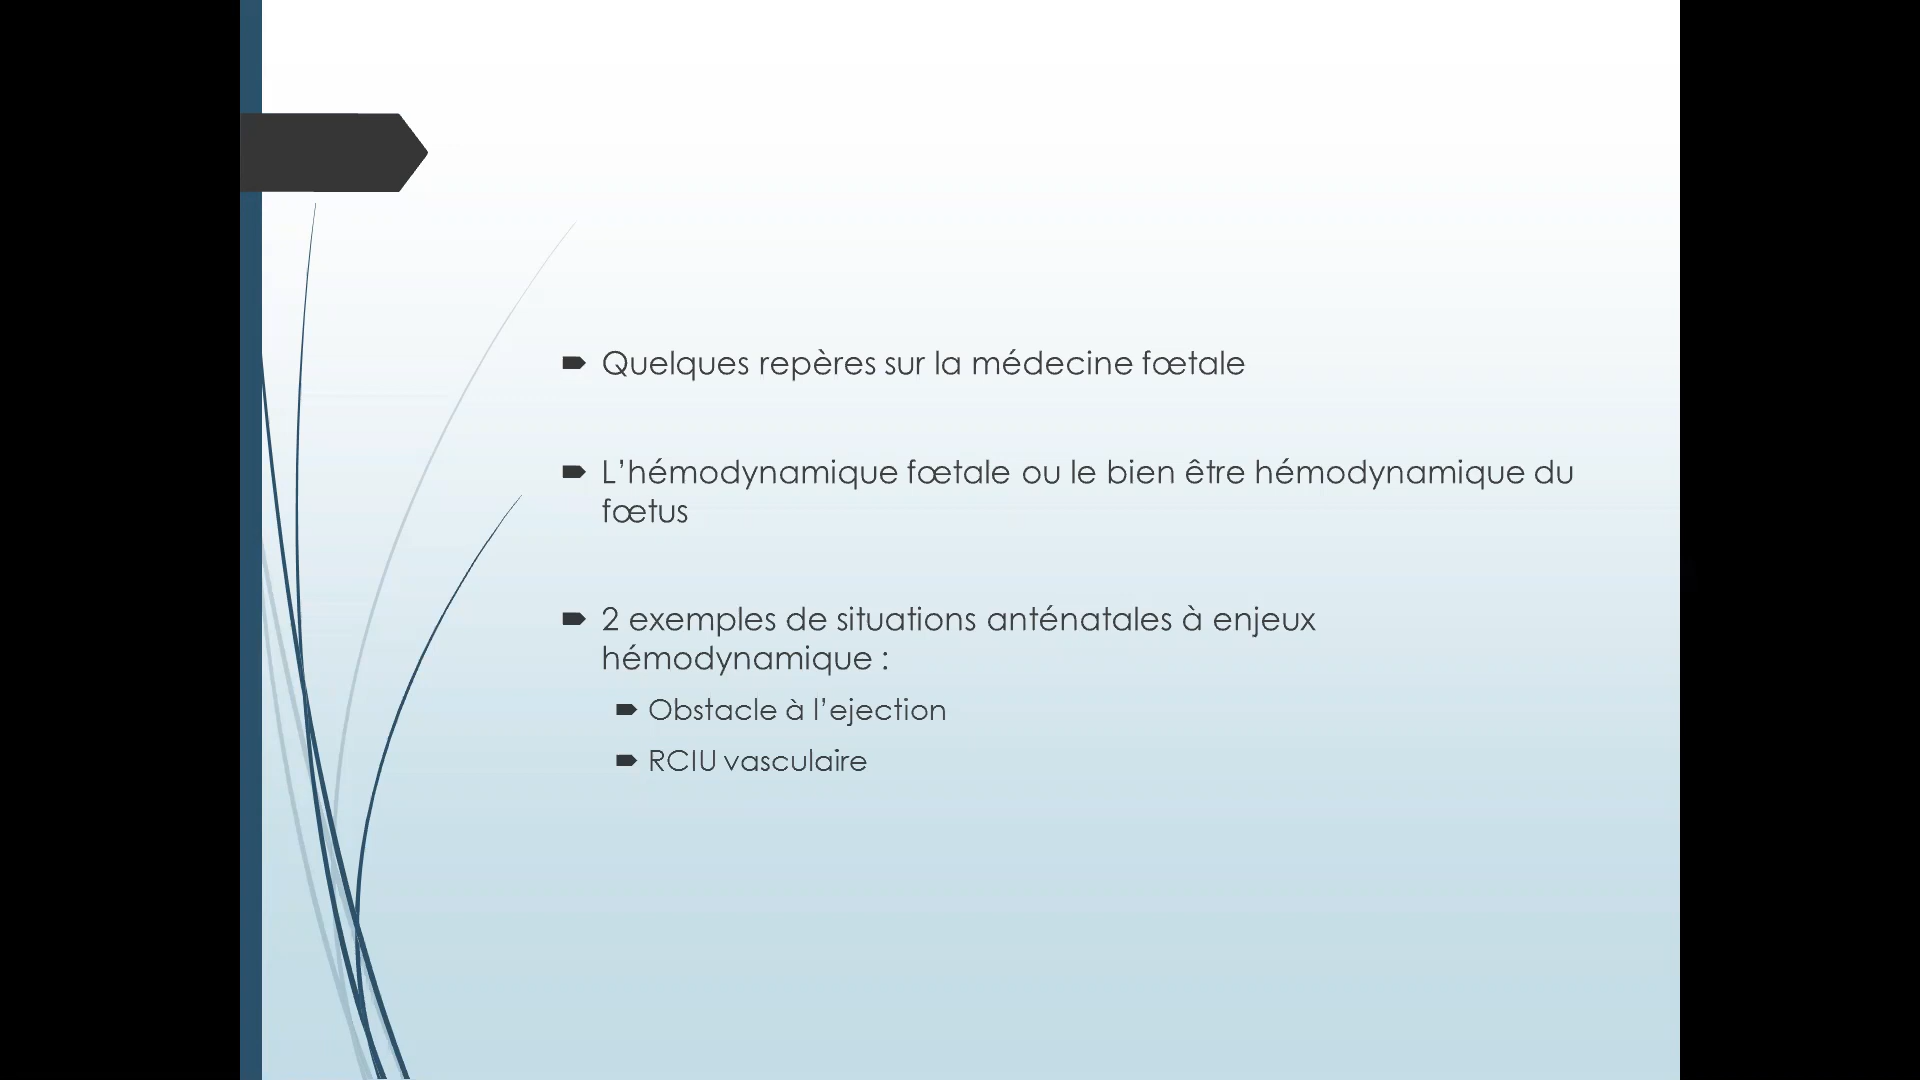 Quelques repères sur la médecine fœtale
L’hémodynamique fœtale ou le bien être hémodynamique du
fœtus
2 exemples de situations anténatales à enjeux
hémodynamique :
Obstacle à l’ejection
RCIU vasculaire